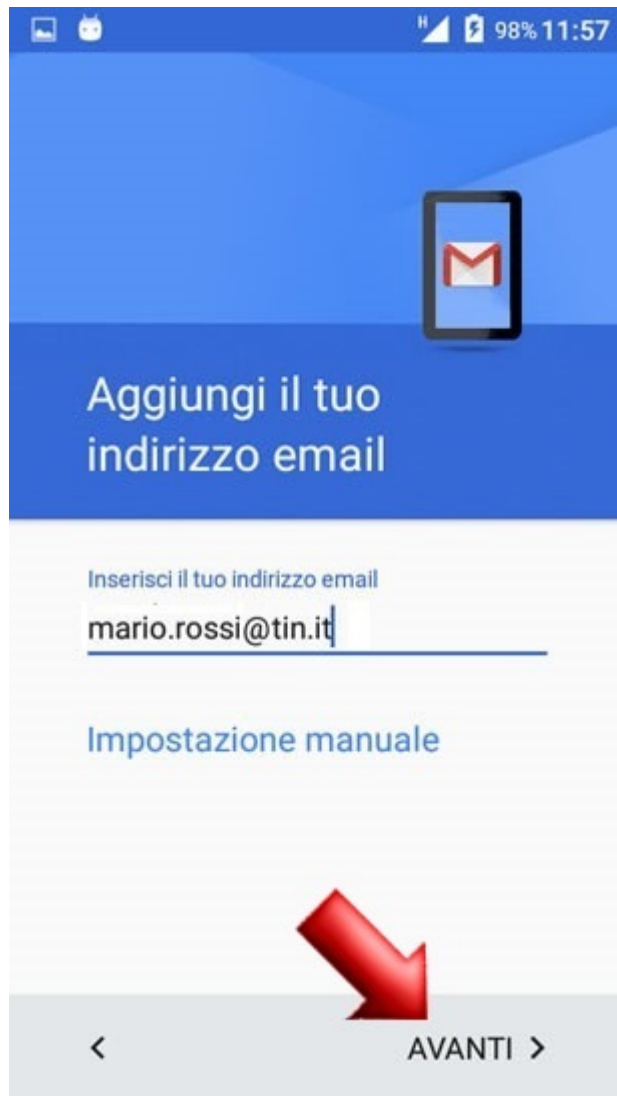 H 98% 11:57
Aggiungi il tuo
indirizzo email
Inserisci il tuo indirizzo email
mario.rossi@tin.it
Impostazione manuale
< AVANTI >